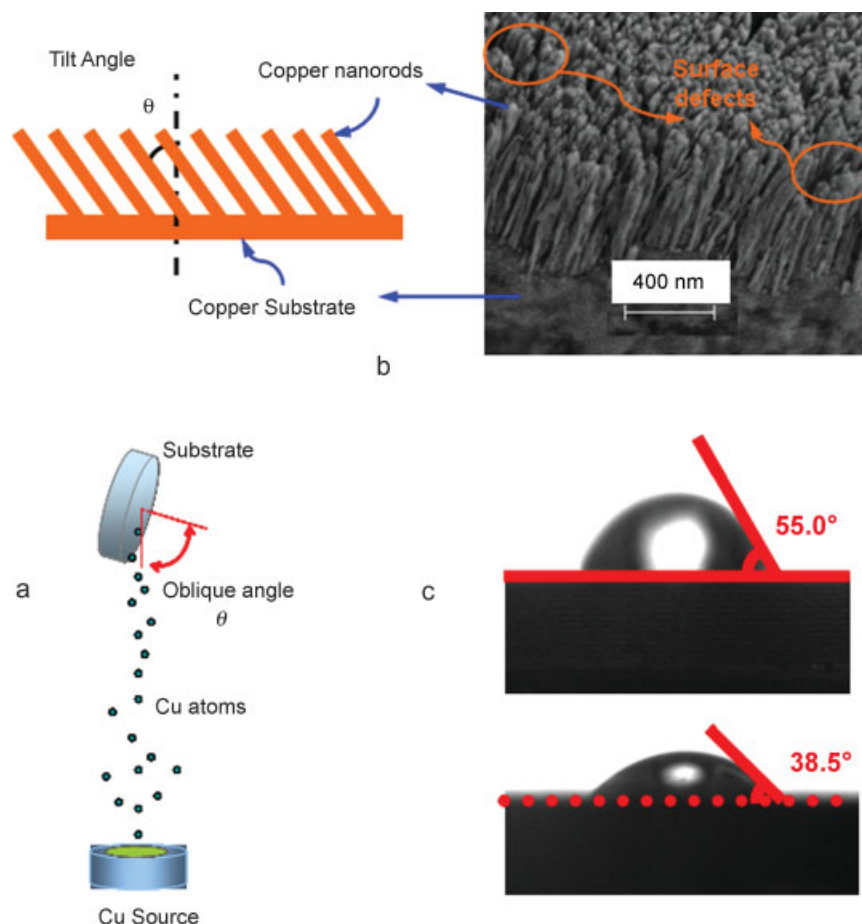 Tilt Angle
θ
Copper nanorods
Copper Substrate
Surface
defects
400 nm
b
Substrate
a
Oblique angle
θ
Cu atoms
Cu Source
c
55.0°
38.5°